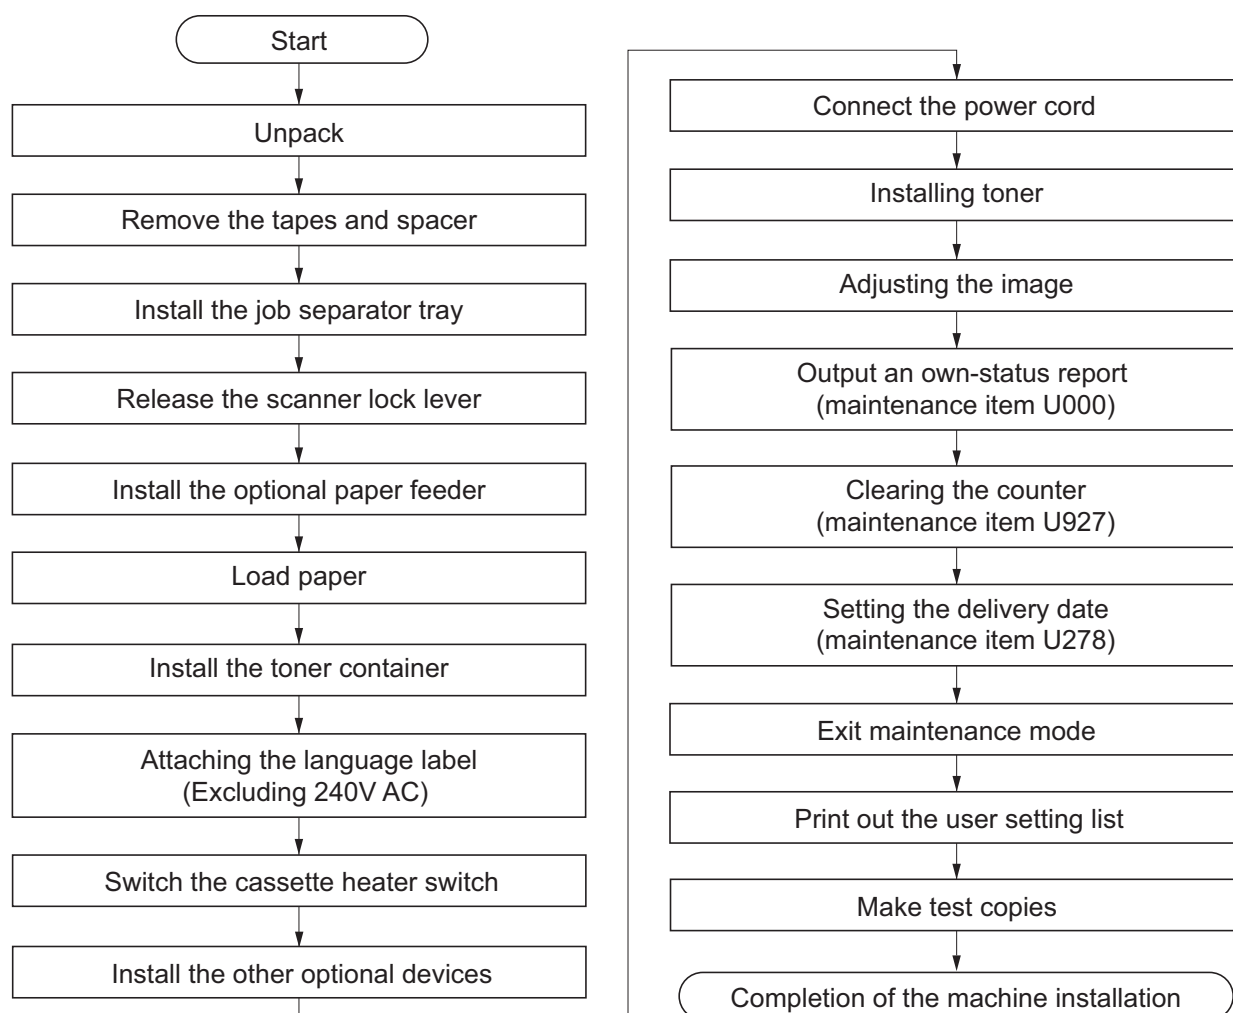 Start
Unpack
Remove the tapes and spacer
Install the job separator tray
Release the scanner lock lever
Install the optional paper feeder
Load paper
Install the toner container
Attaching the language label
(Excluding 240V AC)
Switch the cassette heater switch
Install the other optional devices
Connect the power cord
Installing toner
Adjusting the image
Output an own-status report
(maintenance item U000)
Clearing the counter
(maintenance item U927)
Setting the delivery date
(maintenance item U278)
Exit maintenance mode
Print out the user setting list
Make test copies
Completion of the machine installation